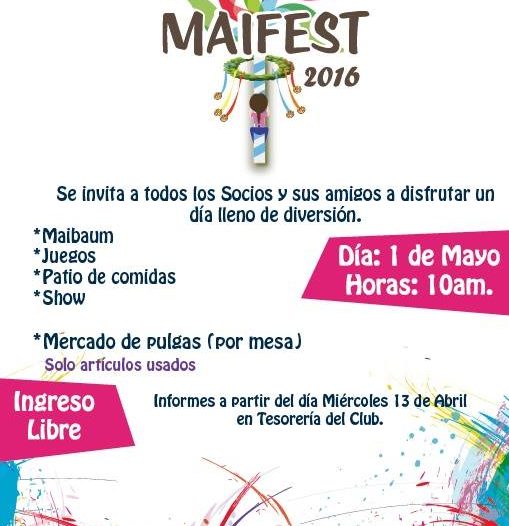 MAIFEST
2016
Se invita a todos los Socios y sus amigos a disfrutar un
día lleno de diversión.
*Maibaum
*Juegos
*Patio de comidas
*Show
Día: 1 de Mayo
Horas: 10am.
*Mercado de pulgas (por mesa)
Solo artículos usados
Ingreso
Libre
Informes a partir del día Miércoles 13 de Abril
en Tesorería del Club.